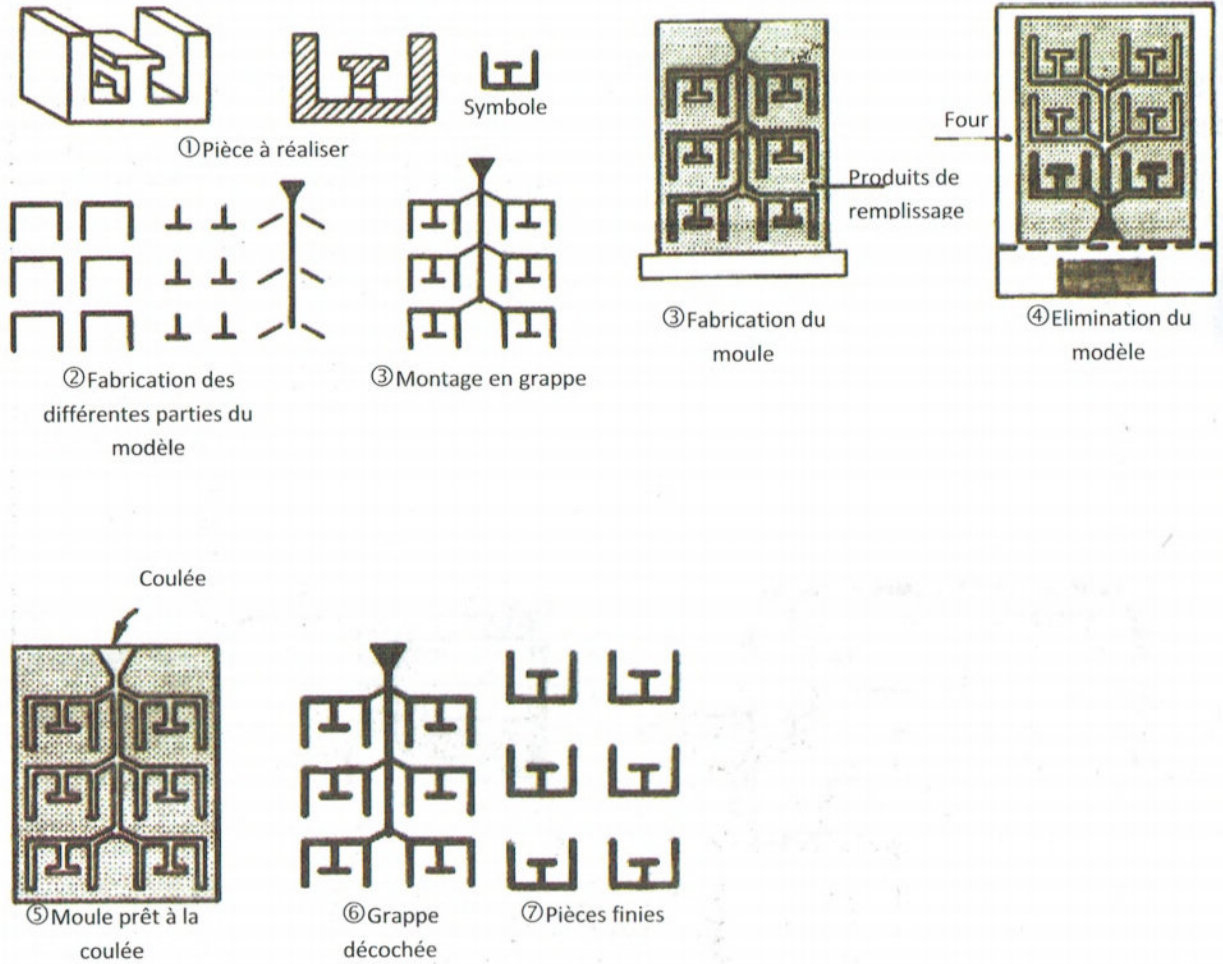 Symbole
①Pièce à réaliser
Four
Produits de
remplissage
②Fabrication des
différentes parties du
modèle
③Montage en grappe
③Fabrication du
moule
④Elimination du
modèle
Coulée
⑤Moule prêt à la
coulée
⑥Grappe
décochée
⑦Pièces finies